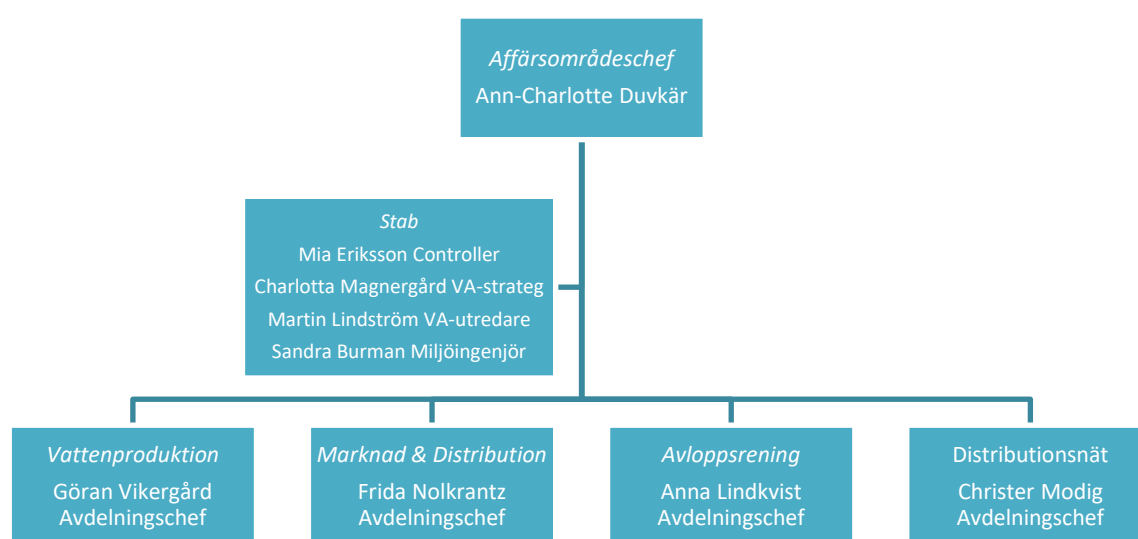 Affärsområdeschef
Ann-Charlotte Duvkär
Stab
Mia Eriksson Controller
Charlotta Magnergård VA-strateg
Martin Lindström VA-utredare
Sandra Burman Miljöingenjör
Vattenproduktion
Göran Vikergård
Avdelningschef
Marknad & Distribution
Frida Nolkrantz
Avdelningschef
Avloppsrening
Anna Lindkvist
Avdelningschef
Distributionsnät
Christer Modig
Avdelningschef